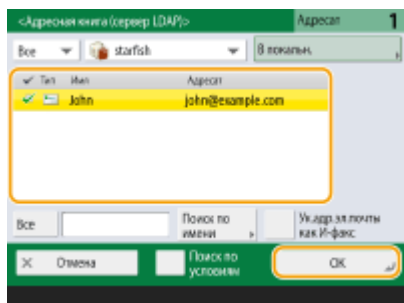 <Адресная книга (сервер LDAP)> Адресат 1
Все starfish В локальн.
Тип Имя Адресат
John john@example.com
Все Поиск по имени Ук.адр.эл.почты как И-факс
Отмена Поиск по условиям OK